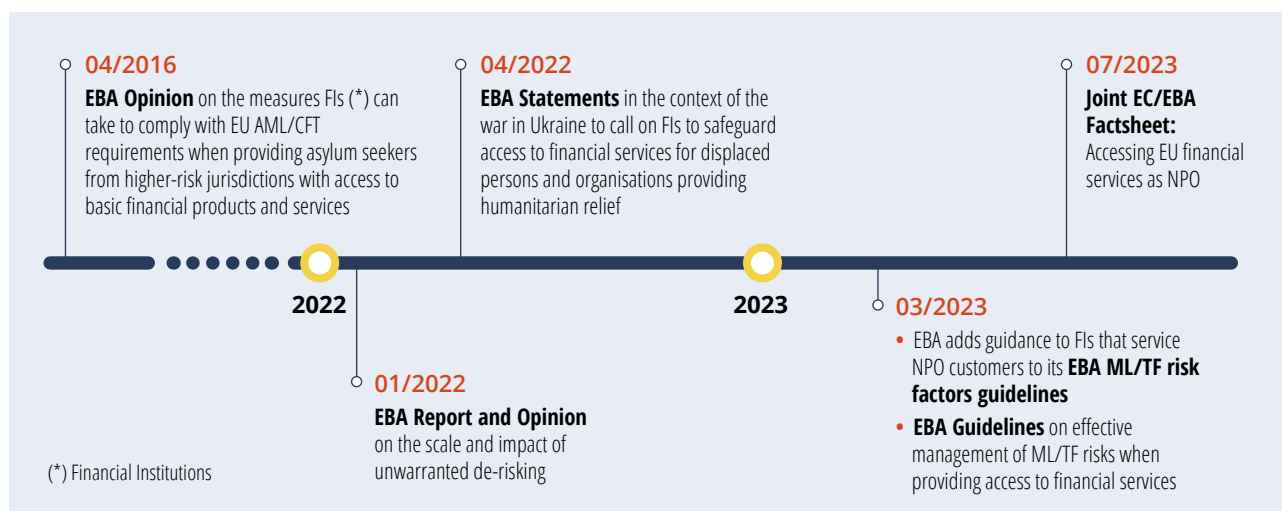 04/2016
EBA Opinion on the measures FIs (*) can
take to comply with EU AML/CFT
requirements when providing asylum seekers
from higher-risk jurisdictions with access to
basic financial products and services
04/2022
EBA Statements in the context of the
war in Ukraine to call on FIs to safeguard
access to financial services for displaced
persons and organisations providing
humanitarian relief
07/2023
Joint EC/EBA
Factsheet:
Accessing EU financial
services as NPO
2022
2023
01/2022
EBA Report and Opinion
on the scale and impact of
unwarranted de-risking
03/2023
• EBA adds guidance to FIs that service
NPO customers to its EBA ML/TF risk
factors guidelines
• EBA Guidelines on effective
management of ML/TF risks when
providing access to financial services
(*) Financial Institutions